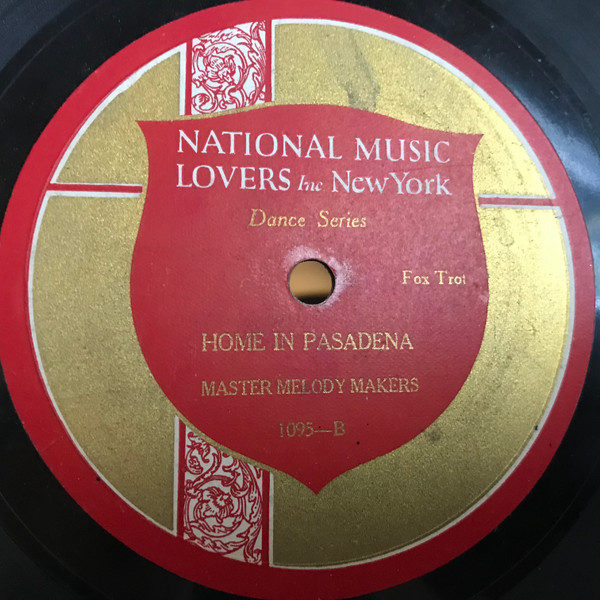 NATIONAL MUSIC
LOVERS Inc New York
Dance Series
Fox Trot
HOME IN PASADENA
MASTER MELODY MAKERS
1095—B